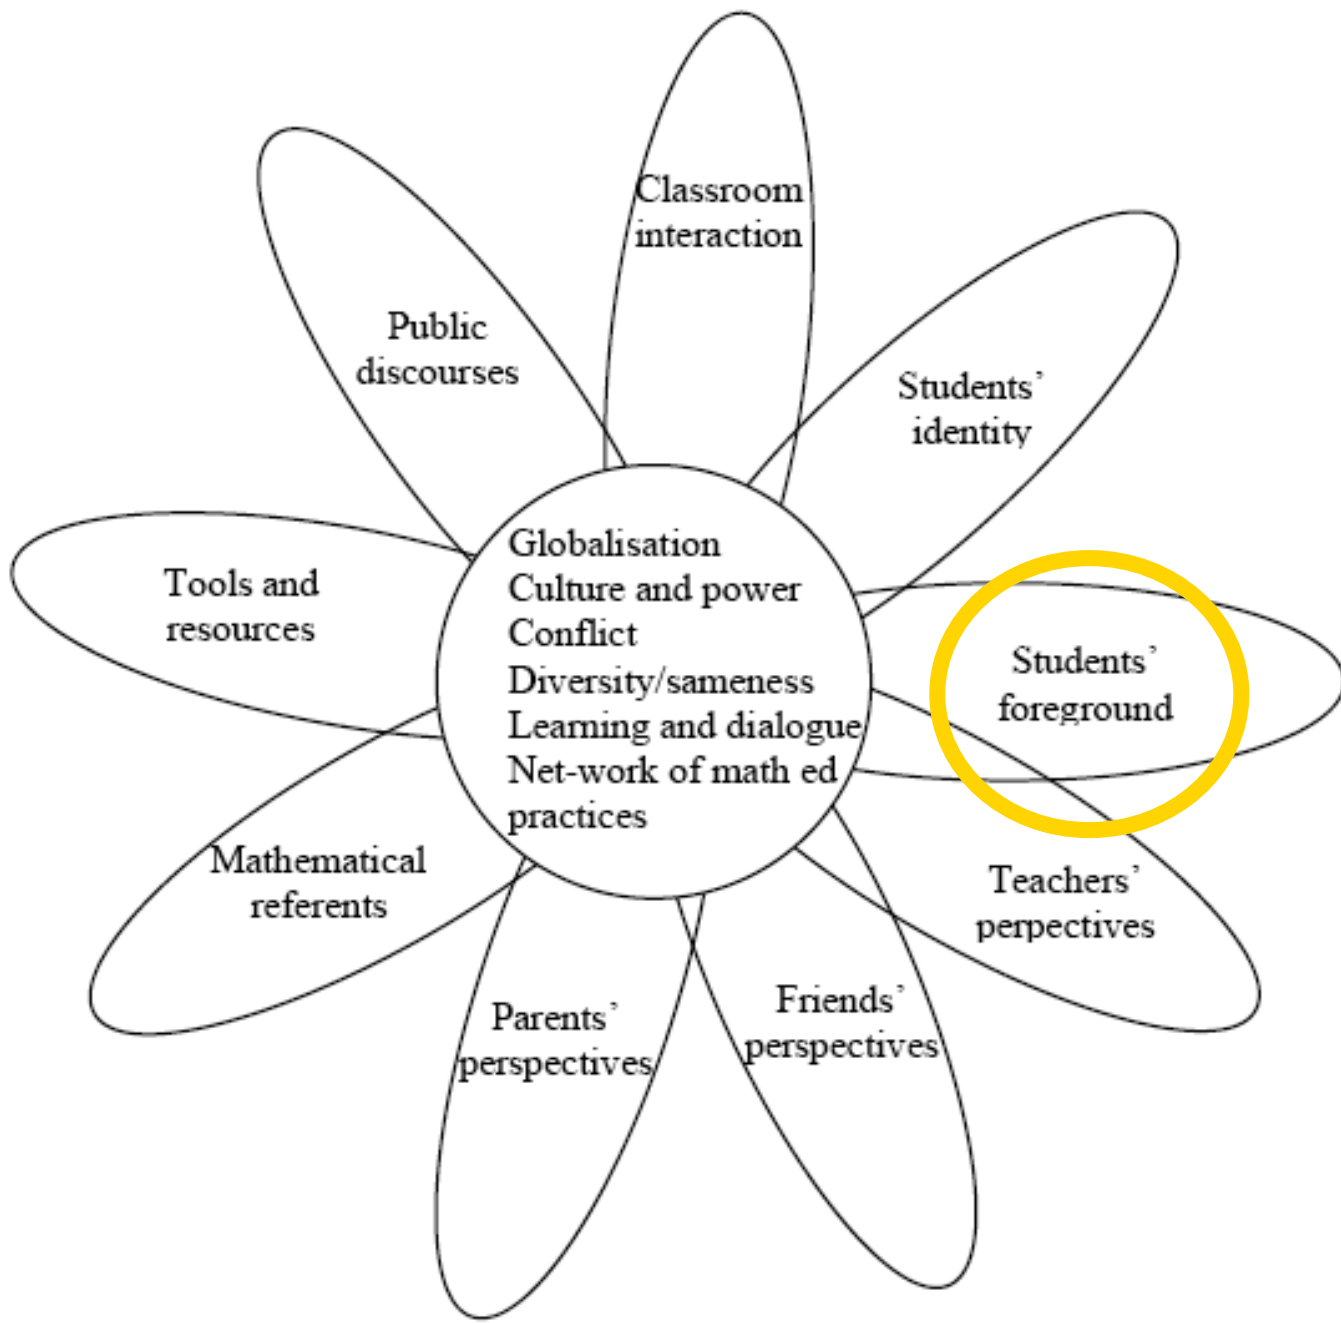 Classroom
interaction
Public
discourses
Students’
identity
Globalisation
Culture and power
Conflict
Diversity/sameness
Learning and dialogue
Net-work of math ed
practices
Tools and
resources
Students’
foreground
Mathematical
referents
Teachers’
perpectives
Parents’
perspectives
Friends’
perspectives